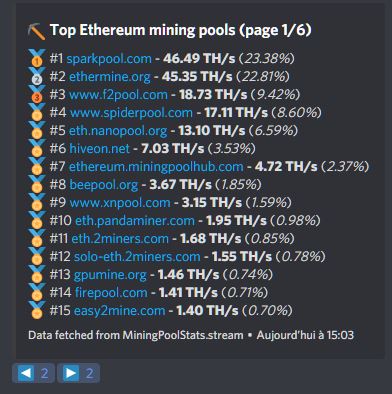 Top Ethereum mining pools (page 1/6)
#1 sparkpool.com - 46.49 TH/s (23.38%)
#2 ethermine.org - 45.35 TH/s (22.81%)
#3 www.f2pool.com - 18.73 TH/s (9.42%)
#4 www.spiderpool.com - 17.11 TH/s (8.60%)
#5 eth.nanopool.org - 13.10 TH/s (6.59%)
#6 hiveon.net - 7.03 TH/s (3.53%)
#7 ethereum.miningpoolhub.com - 4.72 TH/s (2.37%)
#8 beepool.org - 3.67 TH/s (1.85%)
#9 www.xnpool.com - 3.15 TH/s (1.59%)
#10 eth.pandaminer.com - 1.95 TH/s (0.98%)
#11 eth.2miners.com - 1.68 TH/s (0.85%)
#12 solo-eth.2miners.com - 1.55 TH/s (0.78%)
#13 gpumine.org - 1.46 TH/s (0.74%)
#14 firepool.com - 1.41 TH/s (0.71%)
#15 easy2mine.com - 1.40 TH/s (0.70%)
Data fetched from MiningPoolStats.stream • Aujourd'hui à 15:03
2 2